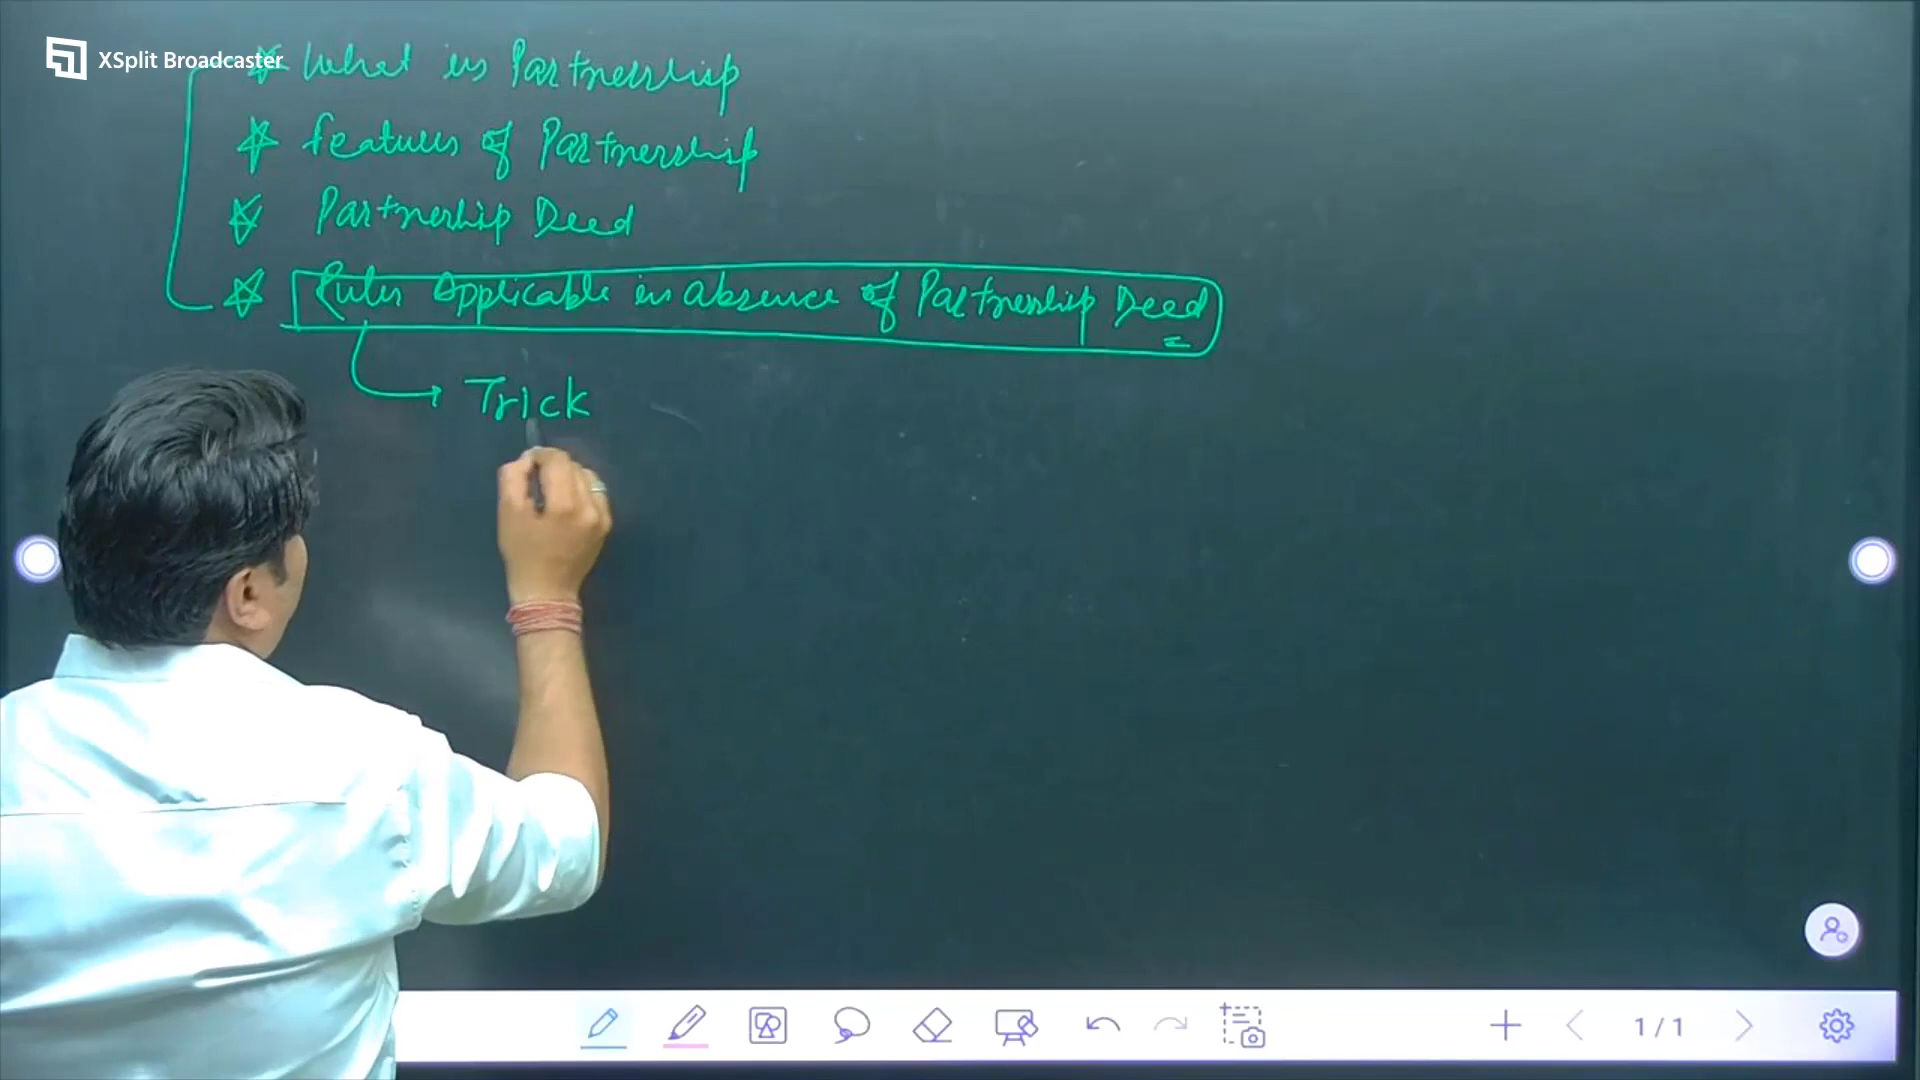 XSplit Broadcaster
What is Partnership
features of Partnership
Partnership Deed
Rules Applicable in absence of Partnership Deed
Trick
1 / 1